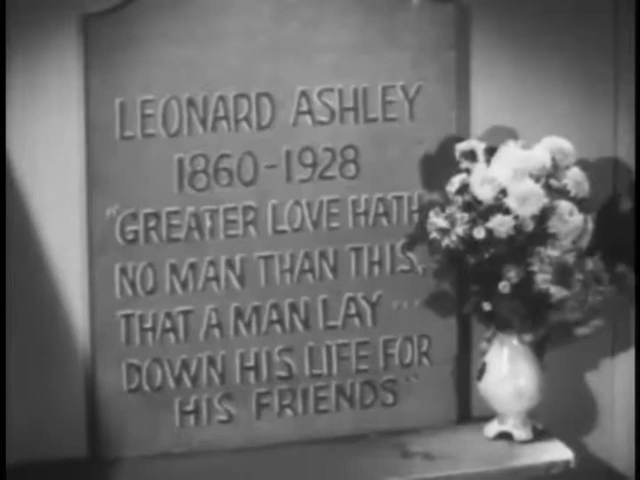 LEONARD ASHLEY
1860-1928
"GREATER LOVE HATH
NO MAN THAN THIS,
THAT A MAN LAY ...
DOWN HIS LIFE FOR
HIS FRIENDS"